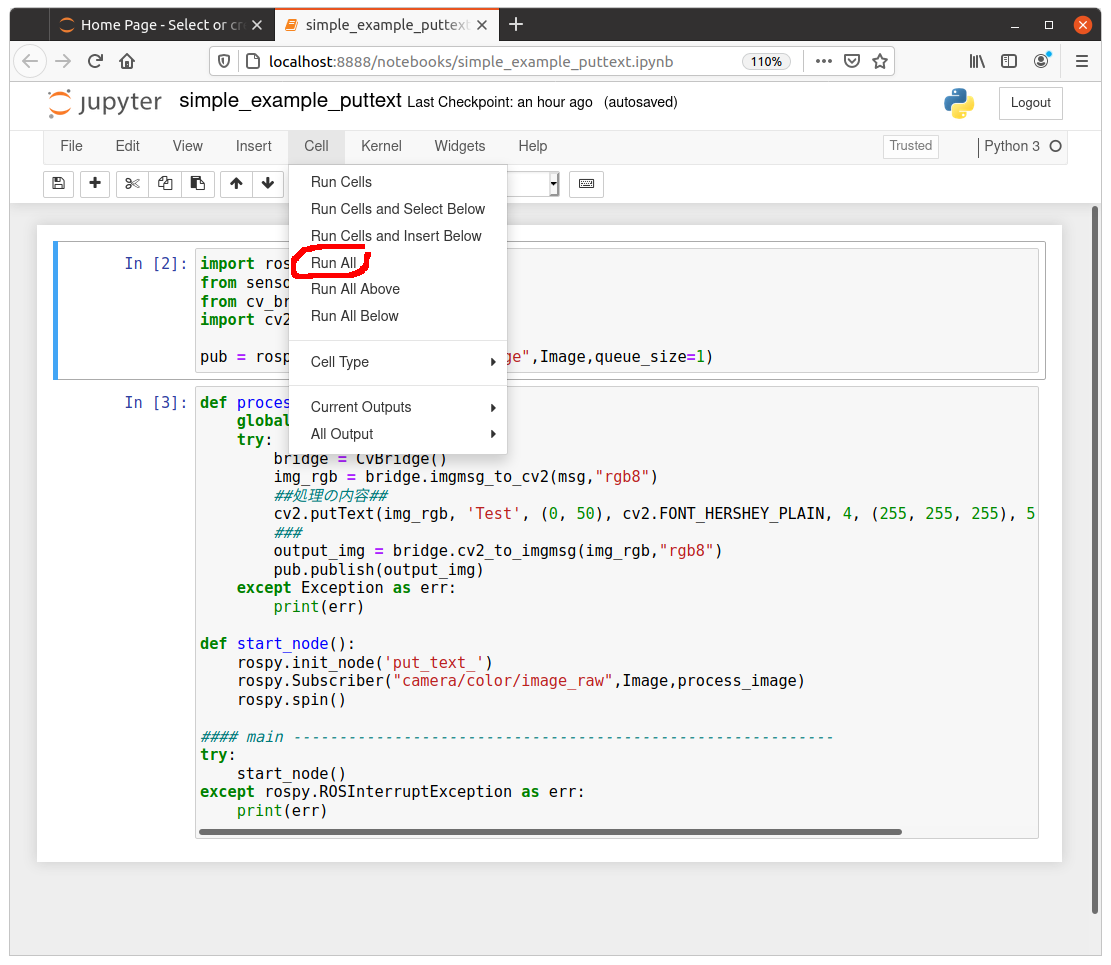 Home Page - Select or cr
simple_example_puttext
localhost:8888/notebooks/simple_example_puttext.ipynb
110%
jupyter simple_example_puttext Last Checkpoint: an hour ago (autosaved)
Logout
File Edit View Insert Cell Kernel Widgets Help
Trusted
Python 3
Run Cells
Run Cells and Select Below
Run Cells and Insert Below
Run All
Run All Above
Run All Below
Cell Type
Current Outputs
All Output
In [2]:
import ros
from senso
from cv_br
import cv2
pub = rosp ge",Image,queue_size=1)
In [3]:
def proces
    global
    try:
        bridge = CvBridge()
        img_rgb = bridge.imgmsg_to_cv2(msg,"rgb8")
        ##処理の内容##
        cv2.putText(img_rgb, 'Test', (0, 50), cv2.FONT_HERSHEY_PLAIN, 4, (255, 255, 255), 5
        ###
        output_img = bridge.cv2_to_imgmsg(img_rgb,"rgb8")
        pub.publish(output_img)
    except Exception as err:
        print(err)
def start_node():
    rospy.init_node('put_text_')
    rospy.Subscriber("camera/color/image_raw",Image,process_image)
    rospy.spin()
#### main -----------------------------------------------------------
try:
    start_node()
except rospy.ROSInterruptException as err:
    print(err)